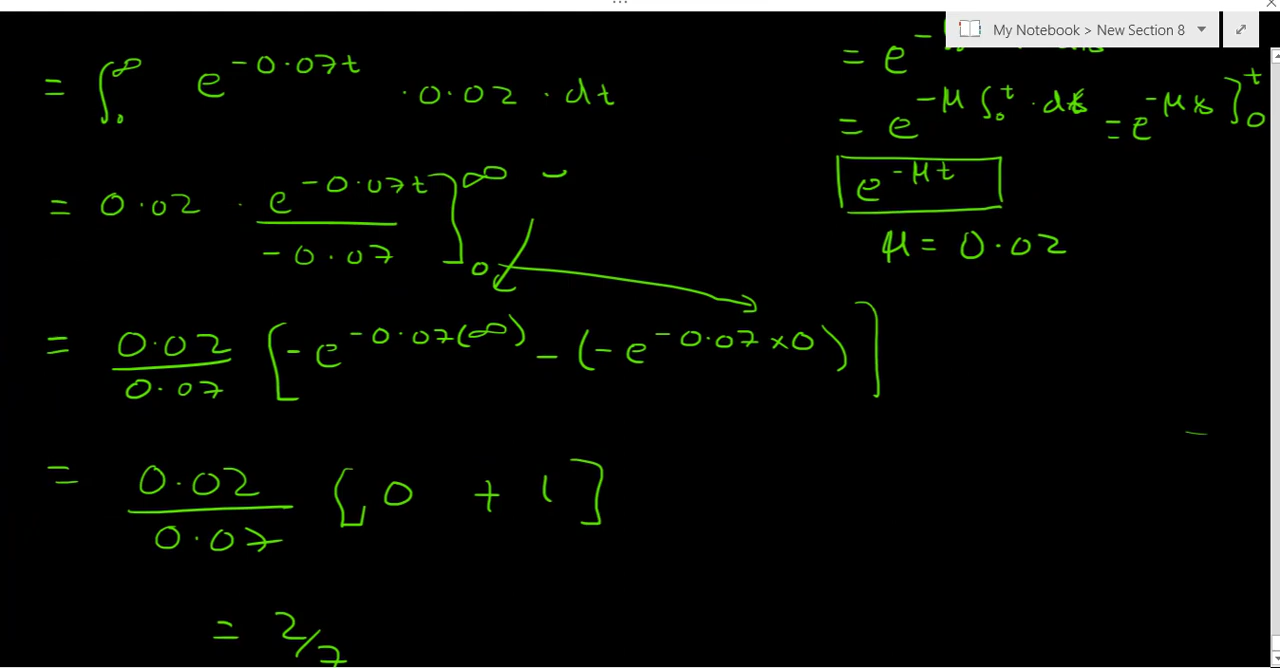 My Notebook > New Section 8
= ∫₀^∞ e^{-0.07t} · 0.02 · dt
= e^{-
= e^{-μ ∫₀^t · ds} = e^{-μs} ]₀^t
= 0.02 · e^{-0.07t} / -0.07 ]₀^∞
e^{-μt}
μ = 0.02
= 0.02/0.07 [ -e^{-0.07(∞)} - (-e^{-0.07×0}) ]
= 0.02/0.07 [ 0 + 1 ]
= 2/7